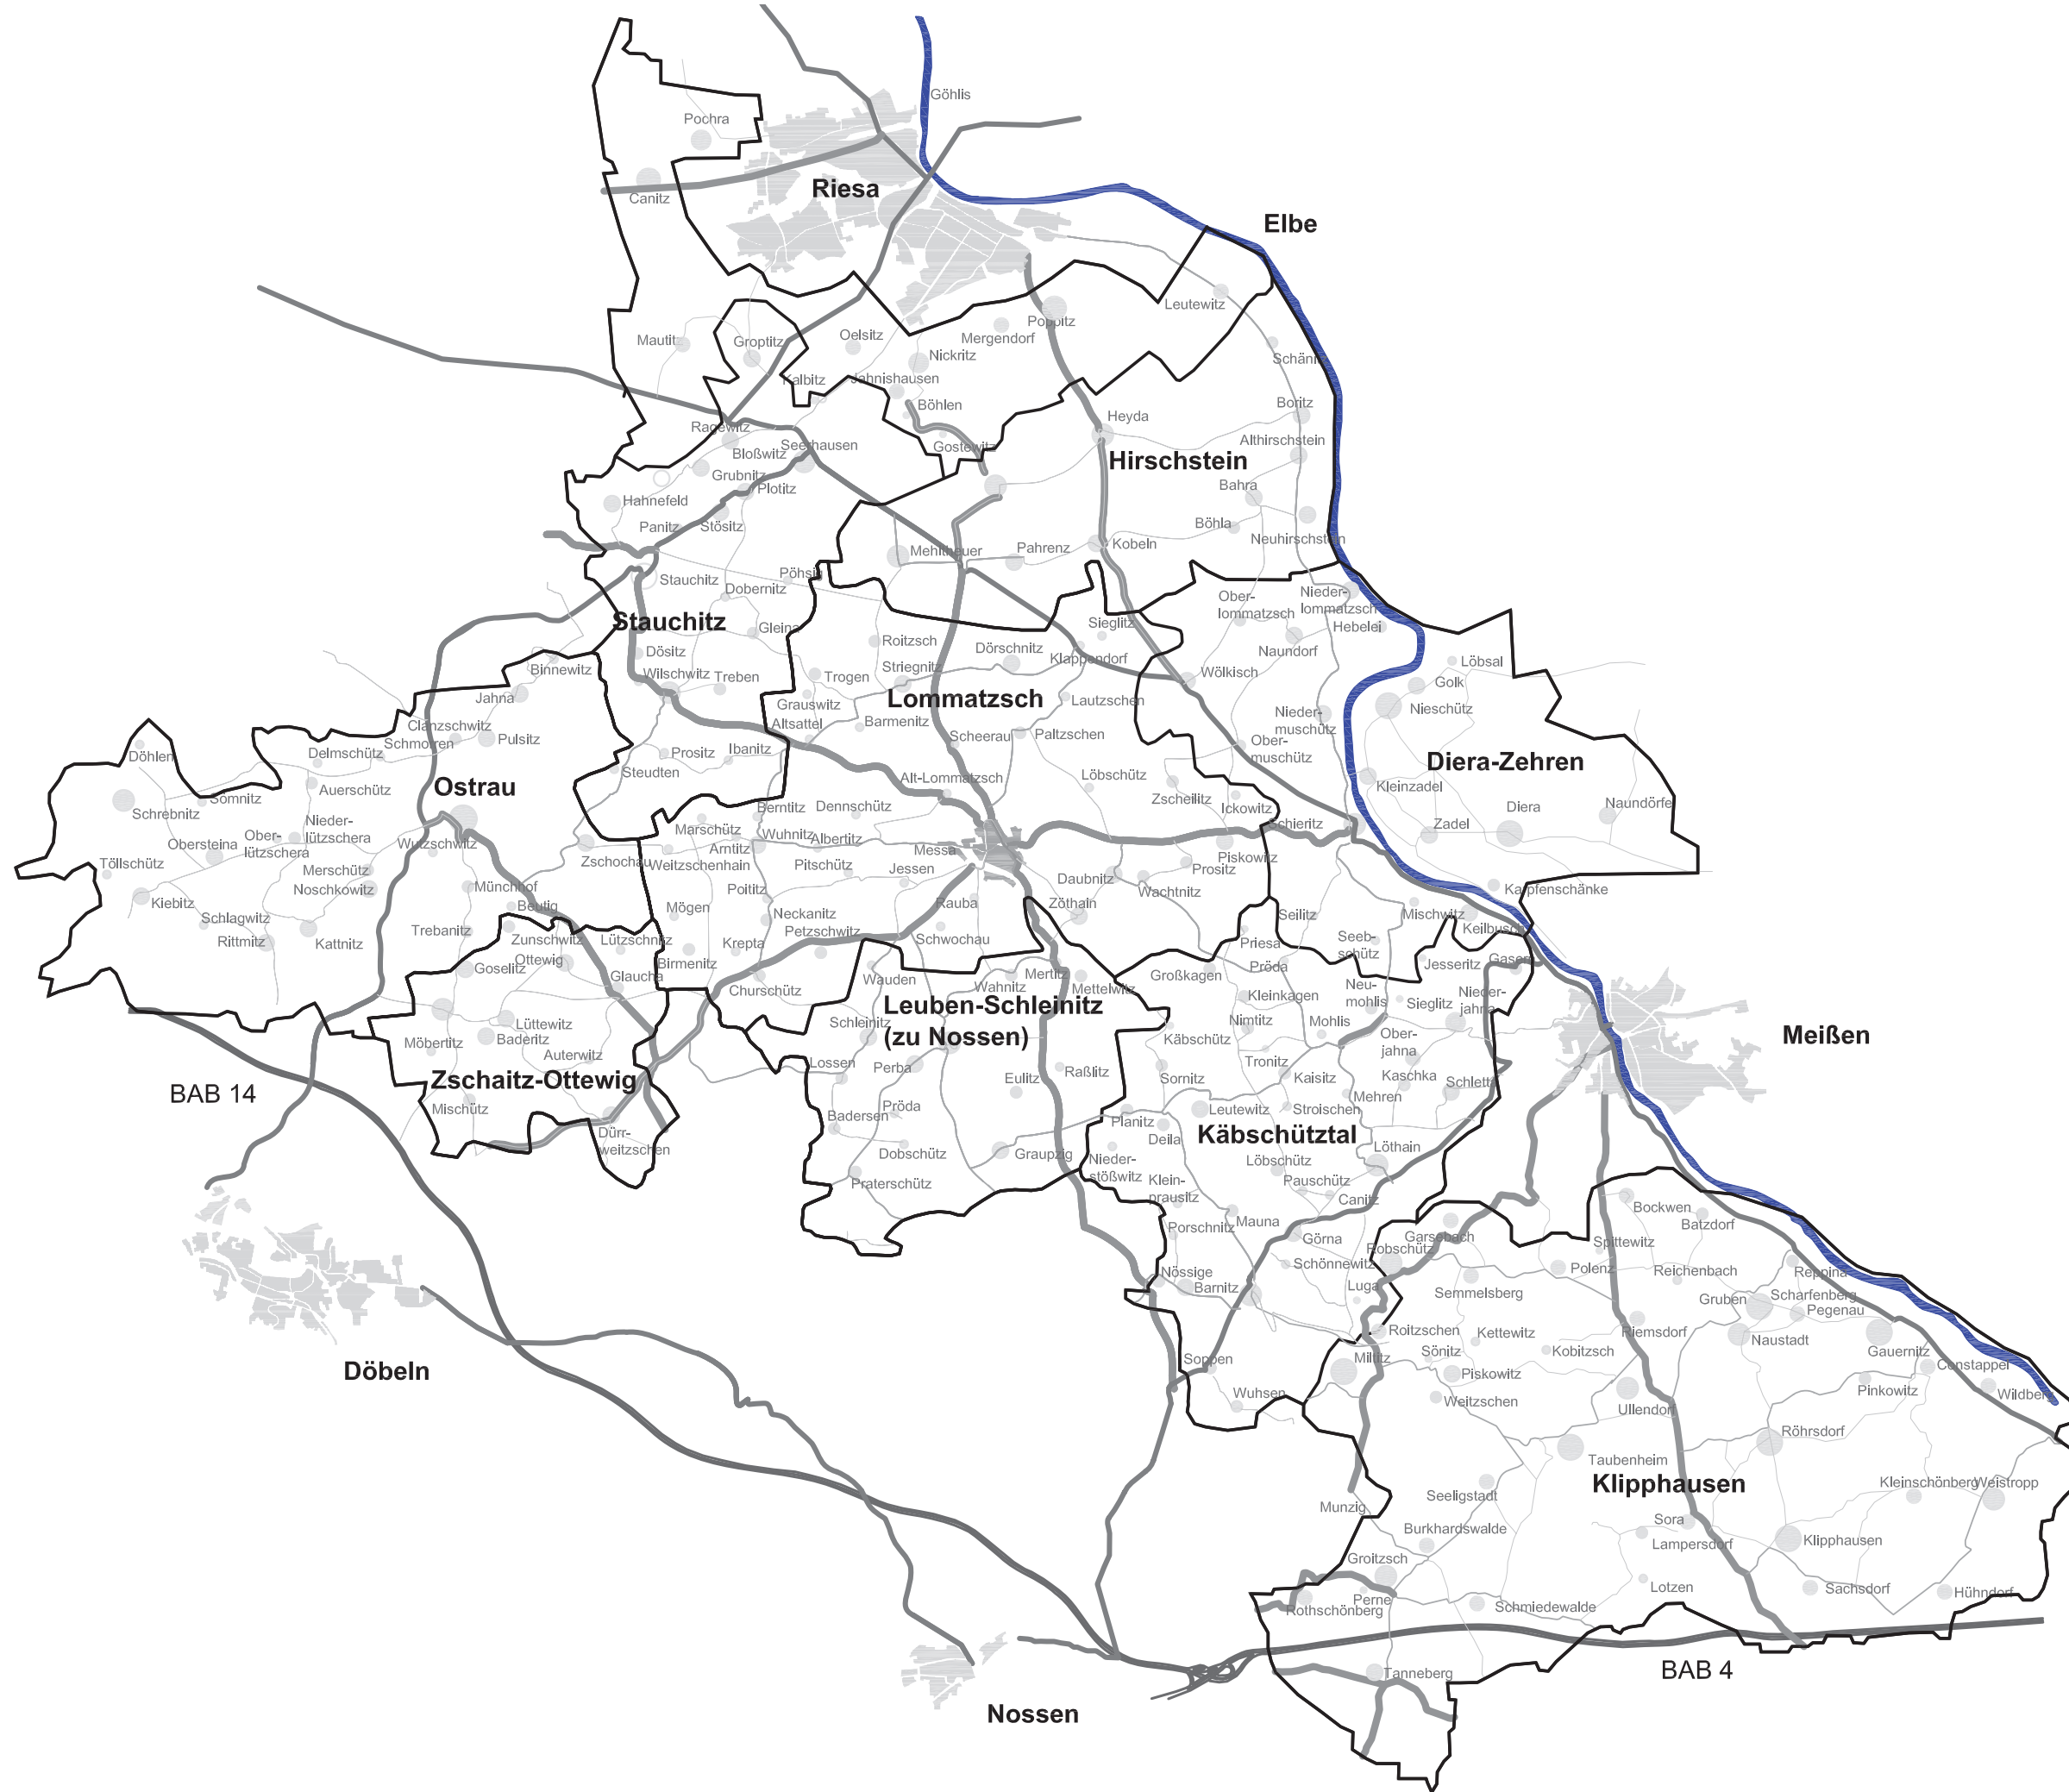 Göhlis
Pochra
Riesa
Canitz
Elbe
Leutewitz
Poppitz
Mergendorf
Oelsitz
Groptitz
Nickritz
Kalbitz
Jahnishausen
Böhlen
Boritz
Heyda
Althirschstein
Seerhausen
Bloßwitz
Gostewitz
Hirschstein
Grubnitz
Plotitz
Bahra
Hahnefeld
Panitz
Stösitz
Böhla
Neuhirschstein
Mehltheuer
Pahrenz
Kobeln
Stauchitz
Dobernitz
Ober-
lommatzsch
Nieder-
lommatzsch
Hebelei
Stauchitz
Gleina
Sieglitz
Roitzsch
Dörschnitz
Klappendorf
Naundorf
Dösitz
Striegnitz
Binnewitz
Wilschwitz
Treben
Trogen
Wölkisch
Löbsal
Golk
Jahna
Lommatzsch
Lautzschen
Nieschütz
Grauswitz
Altsattel
Barmenitz
Nieder-
muschütz
Clanzschwitz
Schmorren
Pulsitz
Scheerau
Paltzschen
Ober-
muschütz
Döhlen
Delmschütz
Prositz
Ibanitz
Diera-Zehren
Steudten
Alt-Lommatzsch
Löbschütz
Ostrau
Auerschütz
Kleinzadel
Somnitz
Schrebnitz
Berntitz
Dennschütz
Zscheilitz
Ickowitz
Diera
Naundörfel
Nieder-
lützschera
Ober-
lützschera
Obersteina
Wutzschwitz
Marschütz
Wuhnitz
Albertitz
Schieritz
Zadel
Arntitz
Messa
Piskowitz
Töllschütz
Merschütz
Zschochau
Weitzschenhain
Pitschütz
Jessen
Prositz
Noschkowitz
Münchhof
Poititz
Daubnitz
Wachtnitz
Karpfenschänke
Kiebitz
Beutig
Mögen
Rauba
Zöthain
Mischwitz
Schlagwitz
Neckanitz
Seilitz
Rittmitz
Kattnitz
Trebanitz
Zunschwitz
Lützschnitz
Petzschwitz
Schwochau
Keilbusch
Krepta
Priesa
Seeb-
schütz
Ottewig
Birmenitz
Goselitz
Glaucha
Wauden
Mertitz
Großkagen
Pröda
Jesseritz
Gasern
Churschütz
Wahnitz
Mettelwitz
Leuben-Schleinitz
(zu Nossen)
Kleinkagen
Neu-
mohlis
Sieglitz
Nieder-
jahna
Lüttewitz
Schleinitz
Nimtitz
Mohlis
Meißen
Möbertitz
Baderitz
Käbschütz
Ober-
jahna
Auterwitz
Lossen
Perba
Raßlitz
Tronitz
Zschaitz-Ottewig
Eulitz
Sornitz
Kaisitz
Kaschka
Schletta
BAB 14
Mischütz
Badersen
Pröda
Leutewitz
Stroischen
Mehren
Planitz
Deila
Käbschütztal
Dürr-
weitzschen
Dobschütz
Graupzig
Löthain
Nieder-
stößwitz
Löbschütz
Praterschütz
Klein-
prausitz
Pauschütz
Canitz
Bockwen
Batzdorf
Porschnitz
Mauna
Görna
Garsebach
Robschütz
Spittewitz
Nössige
Barnitz
Schönnewitz
Polenz
Reichenbach
Reppina
Luga
Semmelsberg
Gruben
Scharfenberg
Pegenau
Roitzschen
Kettewitz
Riemsdorf
Naustadt
Döbeln
Soppen
Miltitz
Sönitz
Kobitzsch
Gauernitz
Constappel
Wuhsen
Piskowitz
Weitzschen
Pinkowitz
Wildberg
Ullendorf
Röhrsdorf
Taubenheim
Klipphausen
Kleinschönberg
Weistropp
Seeligstadt
Munzig
Sora
Burkhardswalde
Lampersdorf
Klipphausen
Groitzsch
Lotzen
Sachsdorf
Hühndorf
Perne
Rothschönberg
Schmiedewalde
Tanneberg
BAB 4
Nossen